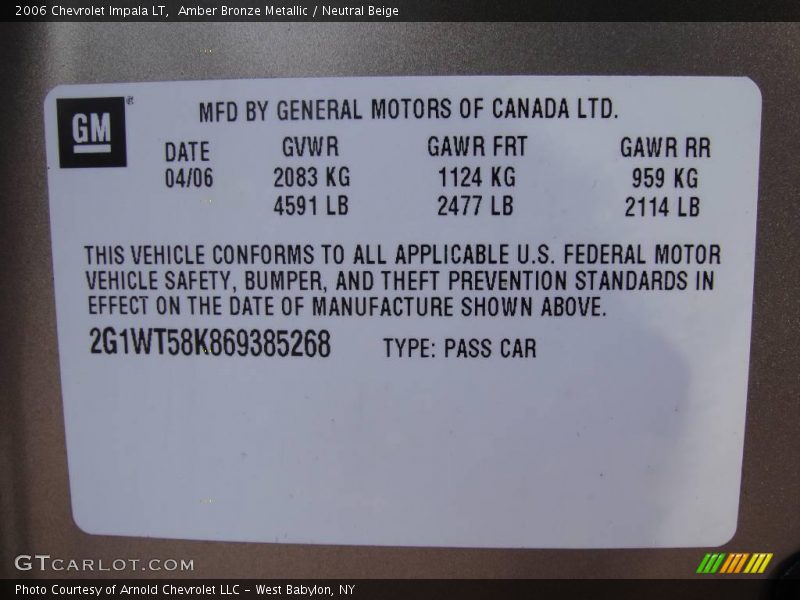 2006 Chevrolet Impala LT, Amber Bronze Metallic / Neutral Beige
GM®
MFD BY GENERAL MOTORS OF CANADA LTD.
DATE GVWR GAWR FRT GAWR RR
04/06 2083 KG 1124 KG 959 KG
4591 LB 2477 LB 2114 LB
THIS VEHICLE CONFORMS TO ALL APPLICABLE U.S. FEDERAL MOTOR
VEHICLE SAFETY, BUMPER, AND THEFT PREVENTION STANDARDS IN
EFFECT ON THE DATE OF MANUFACTURE SHOWN ABOVE.
2G1WT58K869385268 TYPE: PASS CAR
GTCARLOT.COM
Photo Courtesy of Arnold Chevrolet LLC - West Babylon, NY